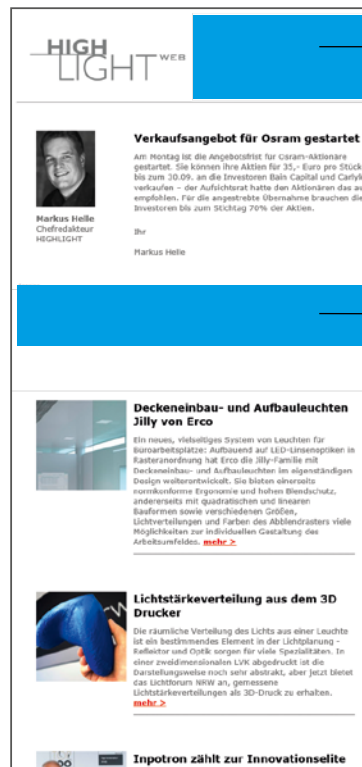 HIGH
LIGHT WEB
Verkaufsangebot für Osram gestartet
Am Montag ist die Angebotsfrist für Osram-Aktionäre
gestartet. Sie können ihre Aktien für 35,- Euro pro Stück
bis zum 30.09. an die Investoren Bain Capital und Carlyle
verkaufen – der Aufsichtsrat hatte den Aktionären das
empfohlen. Für die angestrebte Übernahme brauchen die
Investoren bis zum Stichtag 70% der Aktien.
Ihr
Markus Helle
Markus Helle
Chefredakteur
HIGHLIGHT
Deckeneinbau- und Aufbauleuchten
Jilly von Erco
Ein neues, vielseitiges System von Leuchten für
Büroarbeitsplätze: Aufbauend auf LED-Linsenoptiken in
Rasteranordnung hat Erco die Jilly-Familie mit
Deckeneinbau- und Aufbauleuchten im eigenständigen
Design weiterentwickelt. Sie bieten einerseits
normkonforme Ergonomie und hohen Blendschutz,
andererseits mit quadratischen und linearen
Bauformen sowie verschiedenen Größen,
Lichtverteilungen und Farben des Abblendrasters viele
Möglichkeiten zur individuellen Gestaltung des
Arbeitsumfeldes. mehr >
Lichtstärkeverteilung aus dem 3D
Drucker
Die räumliche Verteilung des Lichts aus einer Leuchte
ist ein bestimmendes Element in der Lichtplanung -
Reflektor und Optik sorgen für viele Spezialitäten. In
einer zweidimensionalen LVK abgedruckt ist die
Darstellungsweise noch sehr abstrakt, aber jetzt bietet
das Lichtforum NRW an, gemessene
Lichtstärkeverteilungen als 3D-Druck zu erhalten.
mehr >
Inpotron zählt zur Innovationselite